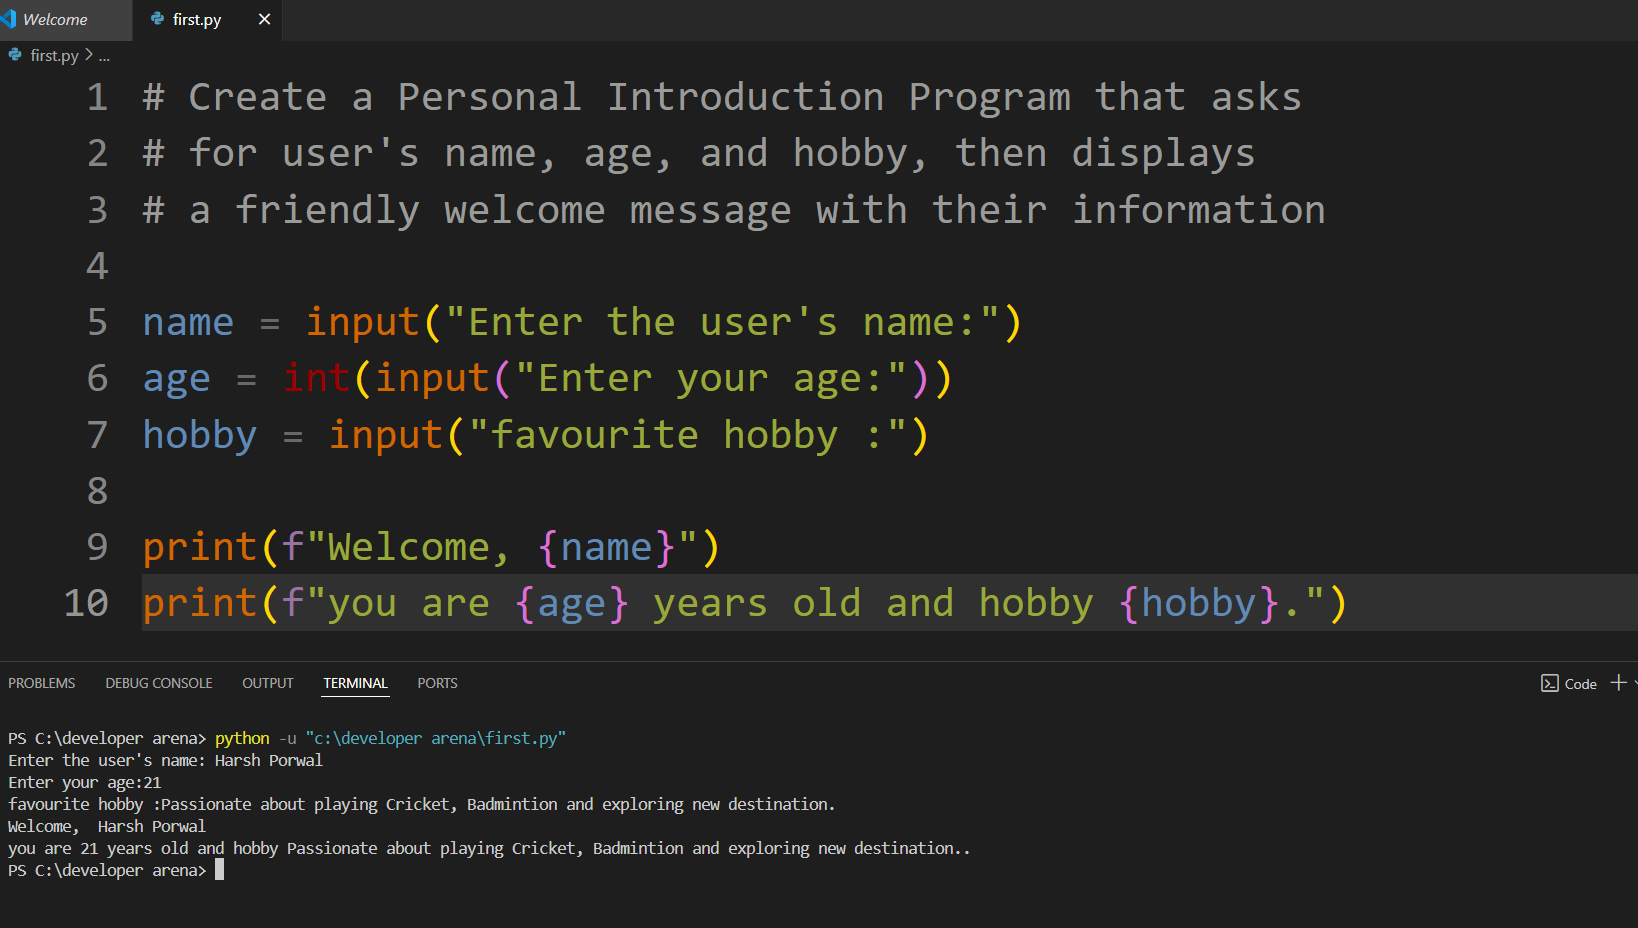 Welcome
first.py
first.py > ...
1 # Create a Personal Introduction Program that asks
2 # for user's name, age, and hobby, then displays
3 # a friendly welcome message with their information
4
5 name = input("Enter the user's name:")
6 age = int(input("Enter your age:"))
7 hobby = input("favourite hobby :")
8
9 print(f"Welcome, {name}")
10 print(f"you are {age} years old and hobby {hobby}.")
PROBLEMS DEBUG CONSOLE OUTPUT TERMINAL PORTS Code
PS C:\developer arena> python -u "c:\developer arena\first.py"
Enter the user's name: Harsh Porwal
Enter your age:21
favourite hobby :Passionate about playing Cricket, Badmintion and exploring new destination.
Welcome,  Harsh Porwal
you are 21 years old and hobby Passionate about playing Cricket, Badmintion and exploring new destination..
PS C:\developer arena>